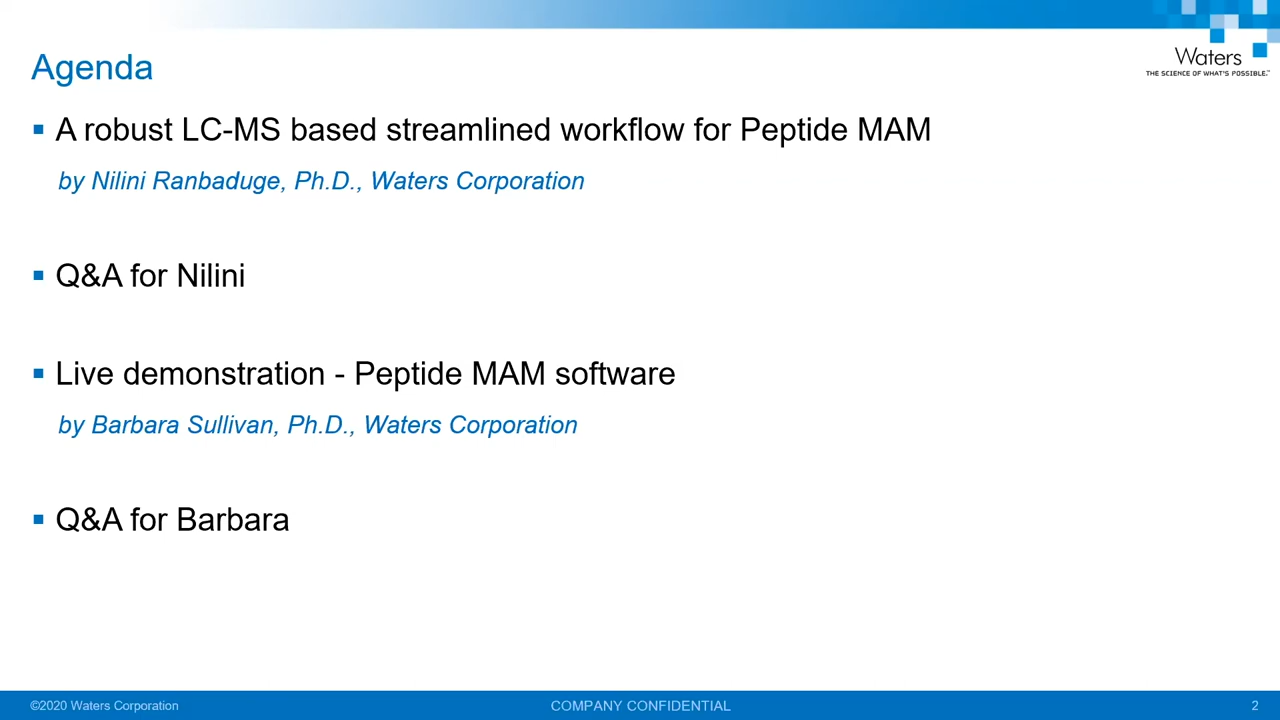 Agenda
Waters
THE SCIENCE OF WHAT'S POSSIBLE.™
▪ A robust LC-MS based streamlined workflow for Peptide MAM
by Nilini Ranbaduge, Ph.D., Waters Corporation
▪ Q&A for Nilini
▪ Live demonstration - Peptide MAM software
by Barbara Sullivan, Ph.D., Waters Corporation
▪ Q&A for Barbara
©2020 Waters Corporation
COMPANY CONFIDENTIAL
2